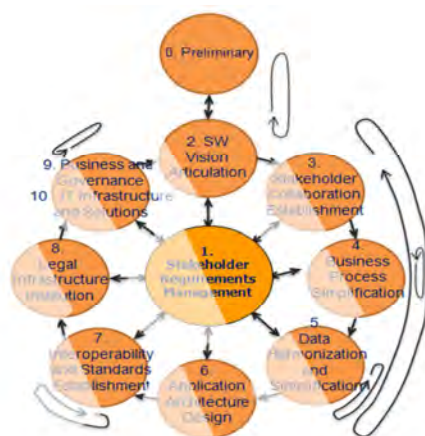 0. Preliminary
2. SW
Vision
Articulation
3.
Stakeholder
Collaboration
Establishment
4.
Business
Process
Simplification
5
Data
Harmonization
and
Simplification
6.
Application
Architecture
Design
7.
Interoperability
and Standards
Establishment
8.
Legal
Infrastructure
Institution
9. Business and
Governance
10 IT Infrastructure
and Solutions
1.
Stakeholder
Requirements
Management